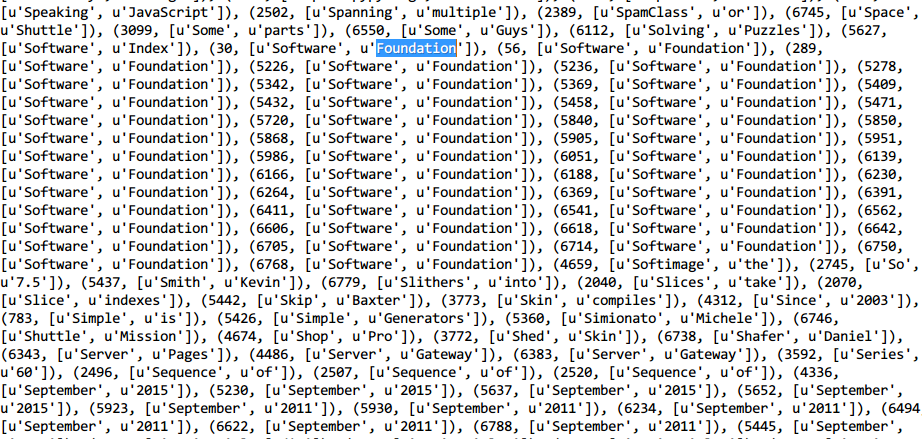 u'Speaking', u'JavaScript']), (2502, [u'Spanning', u'multiple']), (2389, [u'SpamClass', u'or']), (6745, [u'Space',
u'Shuttle']), (3099, [u'Some', u'parts']), (6550, [u'Some', u'Guys']), (6112, [u'Solving', u'Puzzles']), (5627,
[u'Software', u'Index']), (30, [u'Software', u'Foundation']), (56, [u'Software', u'Foundation']), (289,
[u'Software', u'Foundation']), (5226, [u'Software', u'Foundation']), (5236, [u'Software', u'Foundation']), (5278,
[u'Software', u'Foundation']), (5342, [u'Software', u'Foundation']), (5369, [u'Software', u'Foundation']), (5409,
[u'Software', u'Foundation']), (5432, [u'Software', u'Foundation']), (5458, [u'Software', u'Foundation']), (5471,
[u'Software', u'Foundation']), (5720, [u'Software', u'Foundation']), (5840, [u'Software', u'Foundation']), (5850,
[u'Software', u'Foundation']), (5868, [u'Software', u'Foundation']), (5905, [u'Software', u'Foundation']), (5951,
[u'Software', u'Foundation']), (5986, [u'Software', u'Foundation']), (6051, [u'Software', u'Foundation']), (6139,
[u'Software', u'Foundation']), (6166, [u'Software', u'Foundation']), (6188, [u'Software', u'Foundation']), (6230,
[u'Software', u'Foundation']), (6264, [u'Software', u'Foundation']), (6369, [u'Software', u'Foundation']), (6391,
[u'Software', u'Foundation']), (6411, [u'Software', u'Foundation']), (6541, [u'Software', u'Foundation']), (6562,
[u'Software', u'Foundation']), (6606, [u'Software', u'Foundation']), (6618, [u'Software', u'Foundation']), (6642,
[u'Software', u'Foundation']), (6705, [u'Software', u'Foundation']), (6714, [u'Software', u'Foundation']), (6750,
[u'Software', u'Foundation']), (6768, [u'Software', u'Foundation']), (4659, [u'Softimage', u'the']), (2745, [u'So',
u'7.5']), (5437, [u'Smith', u'Kevin']), (6779, [u'Slithers', u'into']), (2040, [u'Slices', u'take']), (2070,
[u'Slice', u'indexes']), (5442, [u'Skip', u'Baxter']), (3773, [u'Skin', u'compiles']), (4312, [u'Since', u'2003']),
(783, [u'Simple', u'is']), (5426, [u'Simple', u'Generators']), (5360, [u'Simionato', u'Michele']), (6746,
[u'Shuttle', u'Mission']), (4674, [u'Shop', u'Pro']), (3772, [u'Shed', u'Skin']), (6738, [u'Shafer', u'Daniel'])
(6343, [u'Server', u'Pages']), (4486, [u'Server', u'Gateway']), (6383, [u'Server', u'Gateway']), (3592, [u'Series',
u'60']), (2496, [u'Sequence', u'of']), (2507, [u'Sequence', u'of']), (2520, [u'Sequence', u'of']), (4336,
[u'September', u'2015']), (5230, [u'September', u'2015']), (5637, [u'September', u'2015']), (5652, [u'September',
u'2015']), (5923, [u'September', u'2011']), (5930, [u'September', u'2011']), (6234, [u'September', u'2011']), (6494
[u'September', u'2011']), (6622, [u'September', u'2011']), (6788, [u'September', u'2011']), (5445, [u'September',